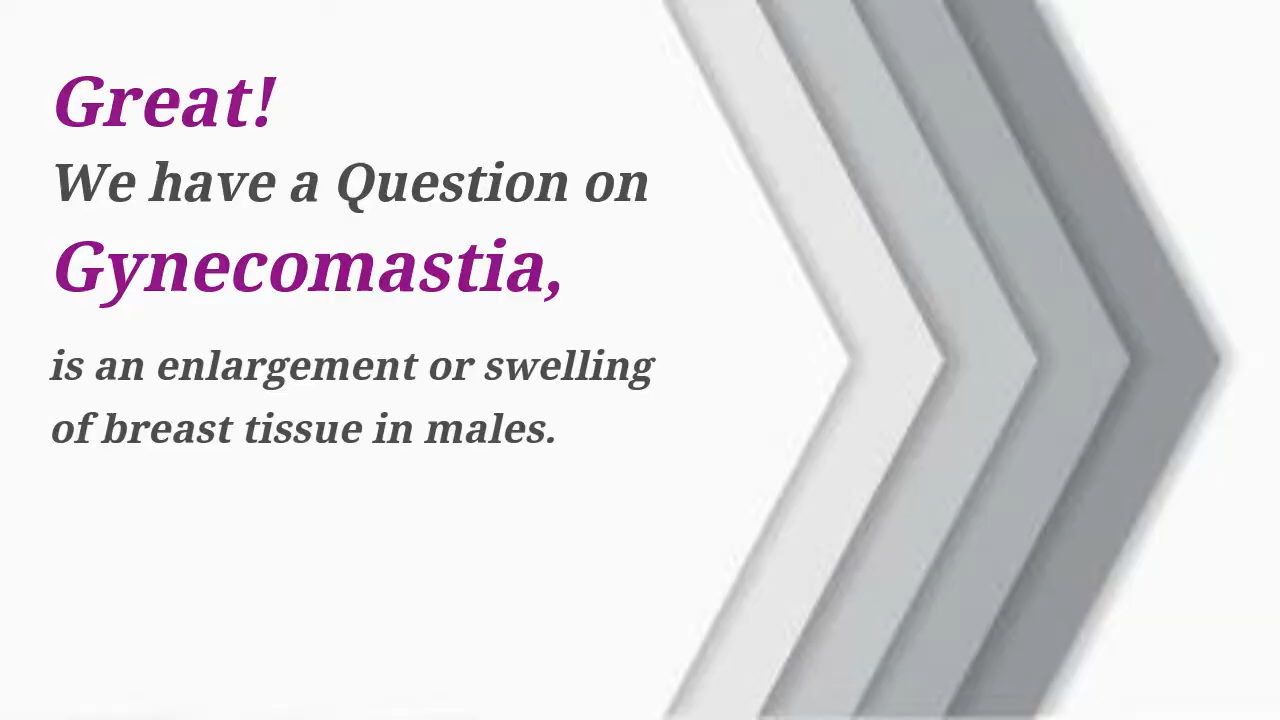 Great!
We have a Question on
Gynecomastia,
is an enlargement or swelling
of breast tissue in males.